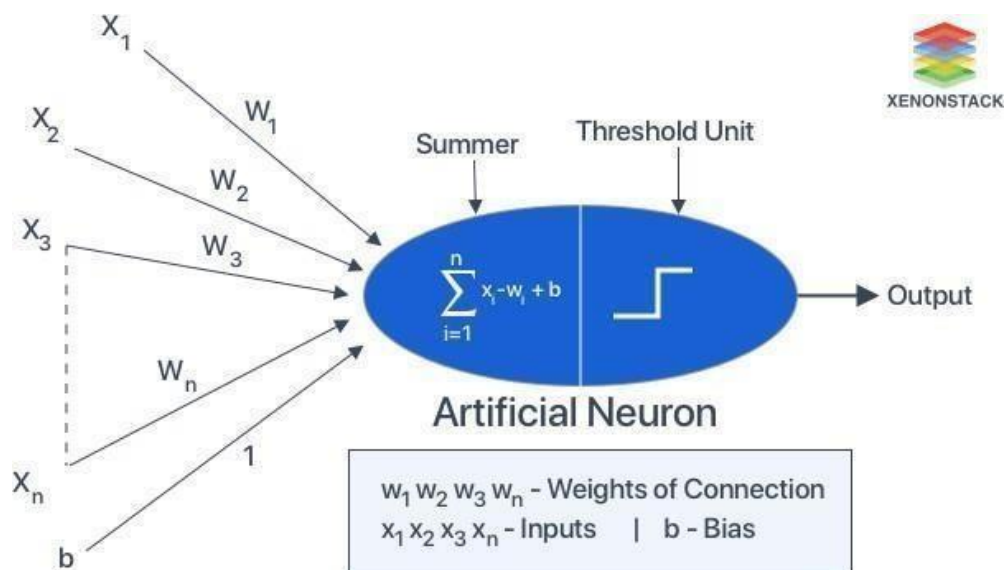 X₁
X₂
X₃
Xₙ
b
W₁
W₂
W₃
Wₙ
1
Summer
Threshold Unit
XENONSTACK
n
∑ xᵢ-wᵢ + b
i=1
Output
Artificial Neuron
w₁ w₂ w₃ wₙ - Weights of Connection
x₁ x₂ x₃ xₙ - Inputs | b - Bias